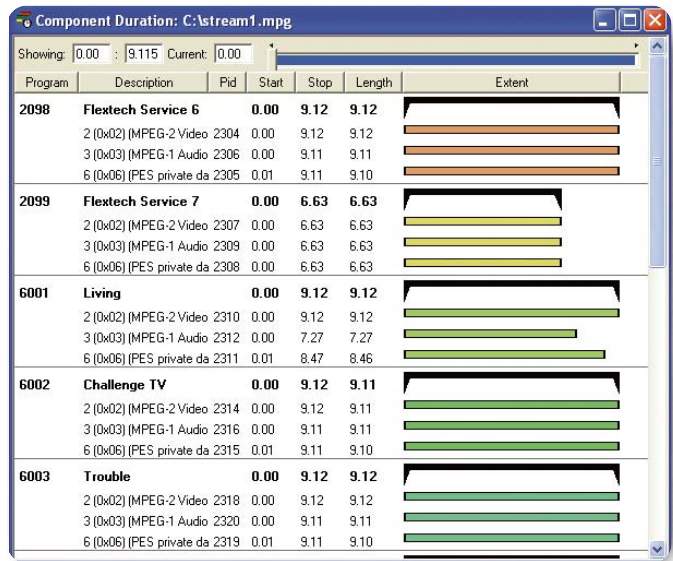 Component Duration: C:\stream1.mpg
Showing: 0.00 : 9.115 Current: 0.00
Program Description Pid Start Stop Length Extent
2098 Flextech Service 6 0.00 9.12 9.12
2 (0x02) (MPEG-2 Video 2304 0.00 9.12 9.12
3 (0x03) (MPEG-1 Audio 2306 0.00 9.11 9.11
6 (0x06) (PES private da 2305 0.01 9.11 9.10
2099 Flextech Service 7 0.00 6.63 6.63
2 (0x02) (MPEG-2 Video 2307 0.00 6.63 6.63
3 (0x03) (MPEG-1 Audio 2309 0.00 6.63 6.63
6 (0x06) (PES private da 2308 0.00 6.63 6.63
6001 Living 0.00 9.12 9.12
2 (0x02) (MPEG-2 Video 2310 0.00 9.12 9.12
3 (0x03) (MPEG-1 Audio 2312 0.00 7.27 7.27
6 (0x06) (PES private da 2311 0.01 8.47 8.46
6002 Challenge TV 0.00 9.12 9.11
2 (0x02) (MPEG-2 Video 2314 0.00 9.12 9.11
3 (0x03) (MPEG-1 Audio 2316 0.00 9.11 9.11
6 (0x06) (PES private da 2315 0.01 9.11 9.10
6003 Trouble 0.00 9.12 9.12
2 (0x02) (MPEG-2 Video 2318 0.00 9.12 9.12
3 (0x03) (MPEG-1 Audio 2320 0.00 9.11 9.11
6 (0x06) (PES private da 2319 0.01 9.11 9.10